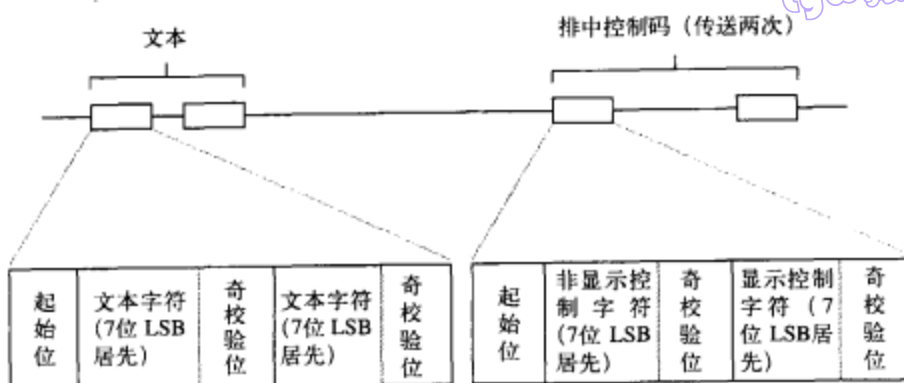 文本
排中控制码（传送两次）
起
始
位
文本字符
(7位 LSB
居先)
奇
校
验
位
文本字符
(7位 LSB
居先)
奇
校
验
位
起
始
位
非显示控
制 字 符
(7位 LSB
居先)
奇
校
验
位
显示控制
字符（7
位 LSB居
先)
奇
校
验
位